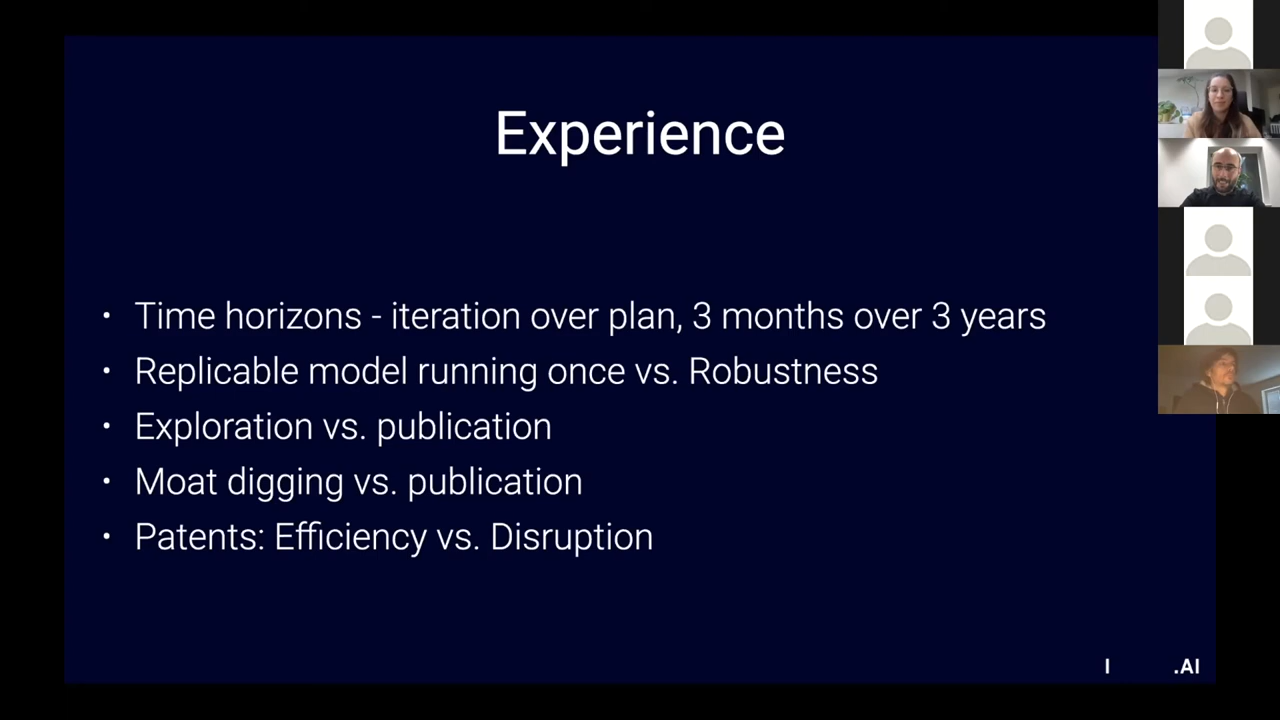 Experience
• Time horizons - iteration over plan, 3 months over 3 years
• Replicable model running once vs. Robustness
• Exploration vs. publication
• Moat digging vs. publication
• Patents: Efficiency vs. Disruption
I .AI